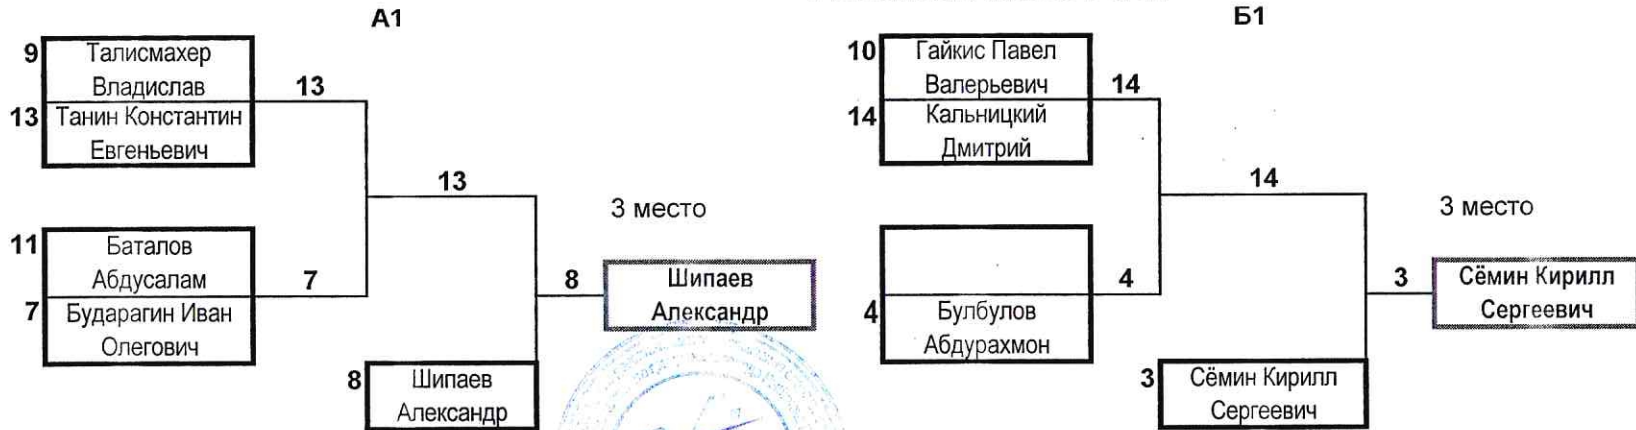 А1
9
Талисмахер
Владислав
13
13
Танин Константин
Евгеньевич
13
3 место
11
Баталов
Абдусалам
7
7
Бударагин Иван
Олегович
8
Шипаев
Александр
8
Шипаев
Александр
Б1
10
Гайкис Павел
Валерьевич
14
14
Кальницкий
Дмитрий
14
3 место
4
4
Булбулов
Абдурахмон
3
Сёмин Кирилл
Сергеевич
3
Сёмин Кирилл
Сергеевич